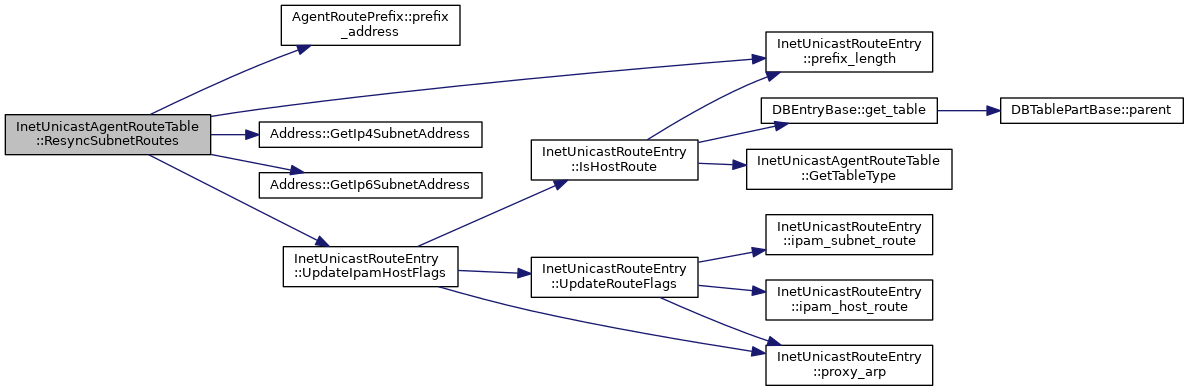 AgentRoutePrefix::prefix
_address
InetUnicastRouteEntry
::prefix_length
DBEntryBase::get_table
DBTablePartBase::parent
InetUnicastAgentRouteTable
::ResyncSubnetRoutes
Address::GetIp4SubnetAddress
InetUnicastRouteEntry
::IsHostRoute
InetUnicastAgentRouteTable
::GetTableType
Address::GetIp6SubnetAddress
InetUnicastRouteEntry
::ipam_subnet_route
InetUnicastRouteEntry
::UpdateIpamHostFlags
InetUnicastRouteEntry
::UpdateRouteFlags
InetUnicastRouteEntry
::ipam_host_route
InetUnicastRouteEntry
::proxy_arp